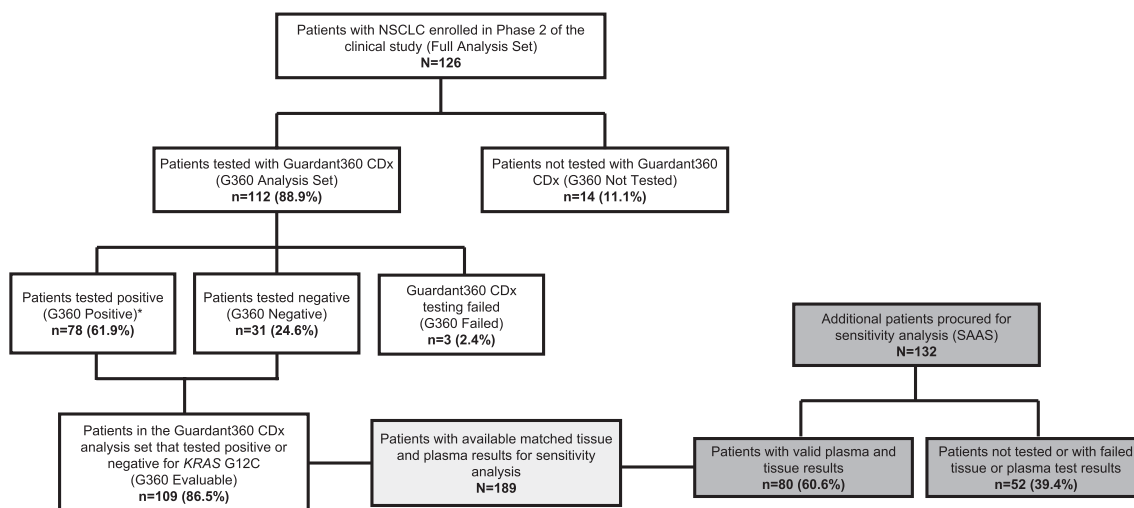 Patients with NSCLC enrolled in Phase 2 of the
clinical study (Full Analysis Set)
N=126
Patients tested with Guardant360 CDx
(G360 Analysis Set)
n=112 (88.9%)
Patients not tested with Guardant360
CDx (G360 Not Tested)
n=14 (11.1%)
Patients tested positive
(G360 Positive)*
n=78 (61.9%)
Patients tested negative
(G360 Negative)
n=31 (24.6%)
Guardant360 CDx
testing failed
(G360 Failed)
n=3 (2.4%)
Additional patients procured for
sensitivity analysis (SAAS)
N=132
Patients in the Guardant360 CDx
analysis set that tested positive or
negative for KRAS G12C
(G360 Evaluable)
n=109 (86.5%)
Patients with available matched tissue
and plasma results for sensitivity
analysis
N=189
Patients with valid plasma and
tissue results
n=80 (60.6%)
Patients not tested or with failed
tissue or plasma test results
n=52 (39.4%)